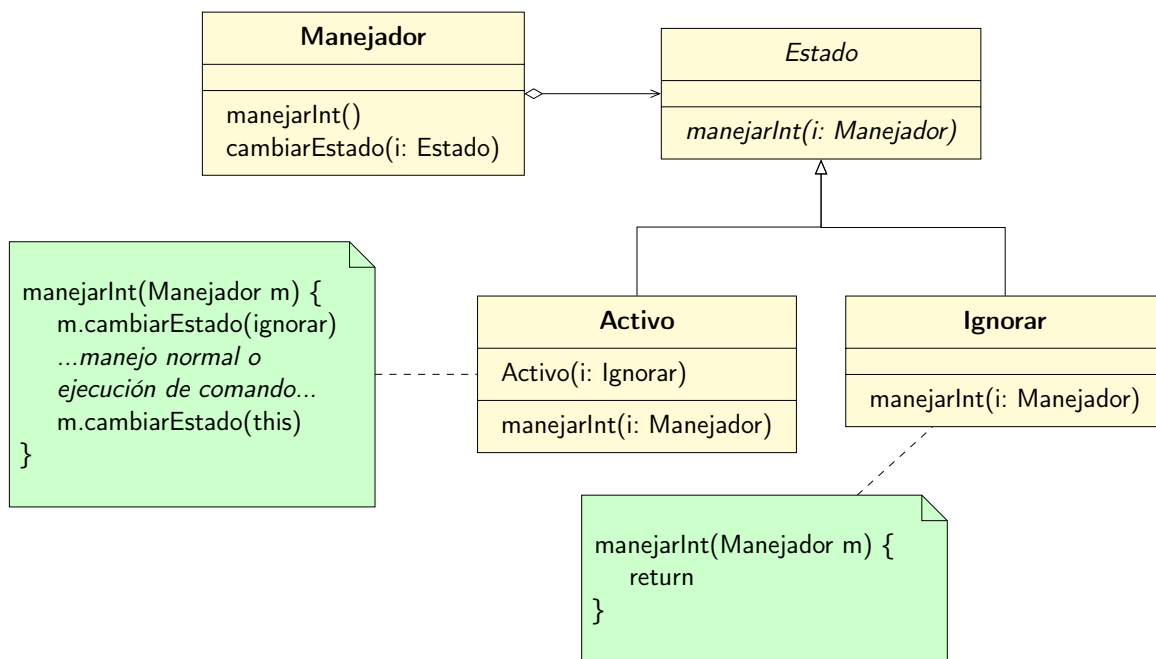 Manejador
manejarInt()
cambiarEstado(i: Estado)
Estado
manejarInt(i: Manejador)
manejarInt(Manejador m) {
m.cambiarEstado(ignorar)
...manejo normal o
ejecución de comando...
m.cambiarEstado(this)
}
Activo
Activo(i: Ignorar)
manejarInt(i: Manejador)
Ignorar
manejarInt(i: Manejador)
manejarInt(Manejador m) {
return
}